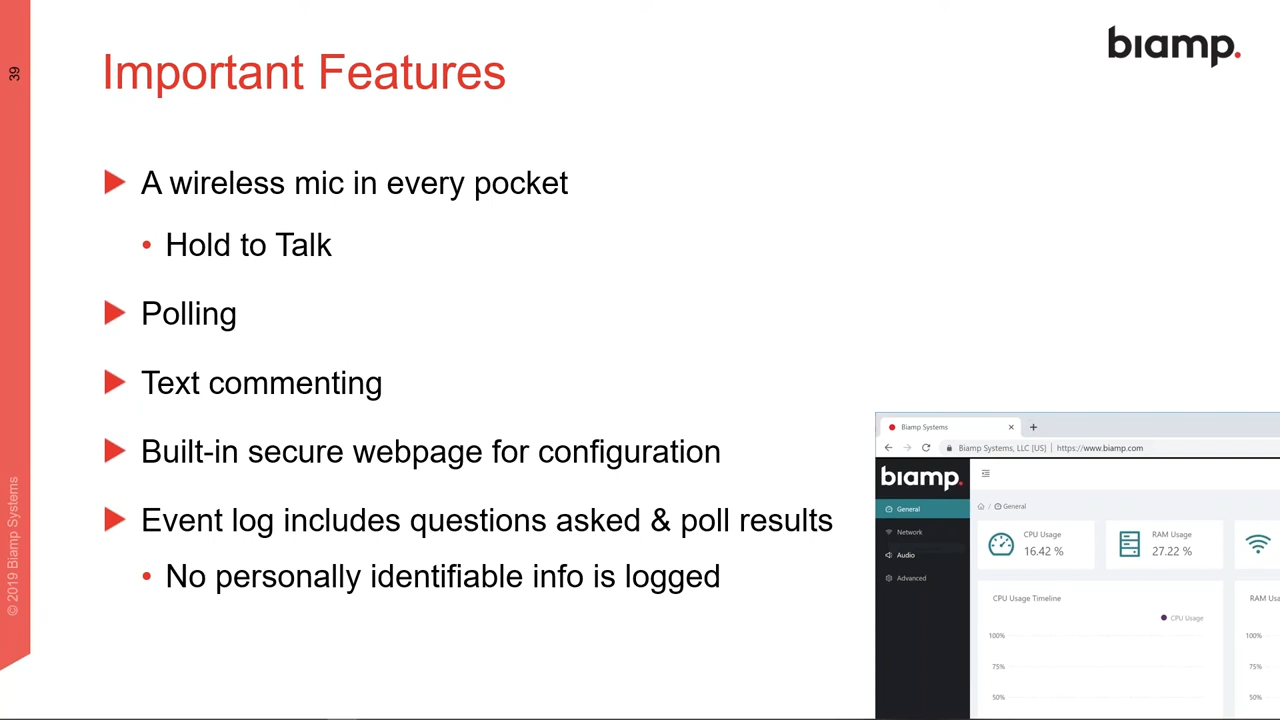 39
Important Features
bıamp.
A wireless mic in every pocket
Hold to Talk
Polling
Text commenting
Built-in secure webpage for configuration
Event log includes questions asked & poll results
No personally identifiable info is logged
© 2019 Biamp Systems
Biamp Systems
Biamp Systems, LLC [US] | https://www.biamp.com
bıamp.
General
Network
Audio
Advanced
/ General
CPU Usage
16.42 %
RAM Usage
27.22 %
CPU Usage Timeline
CPU Usage
100%
75%
50%
RAM Usa
100%
75%
50%